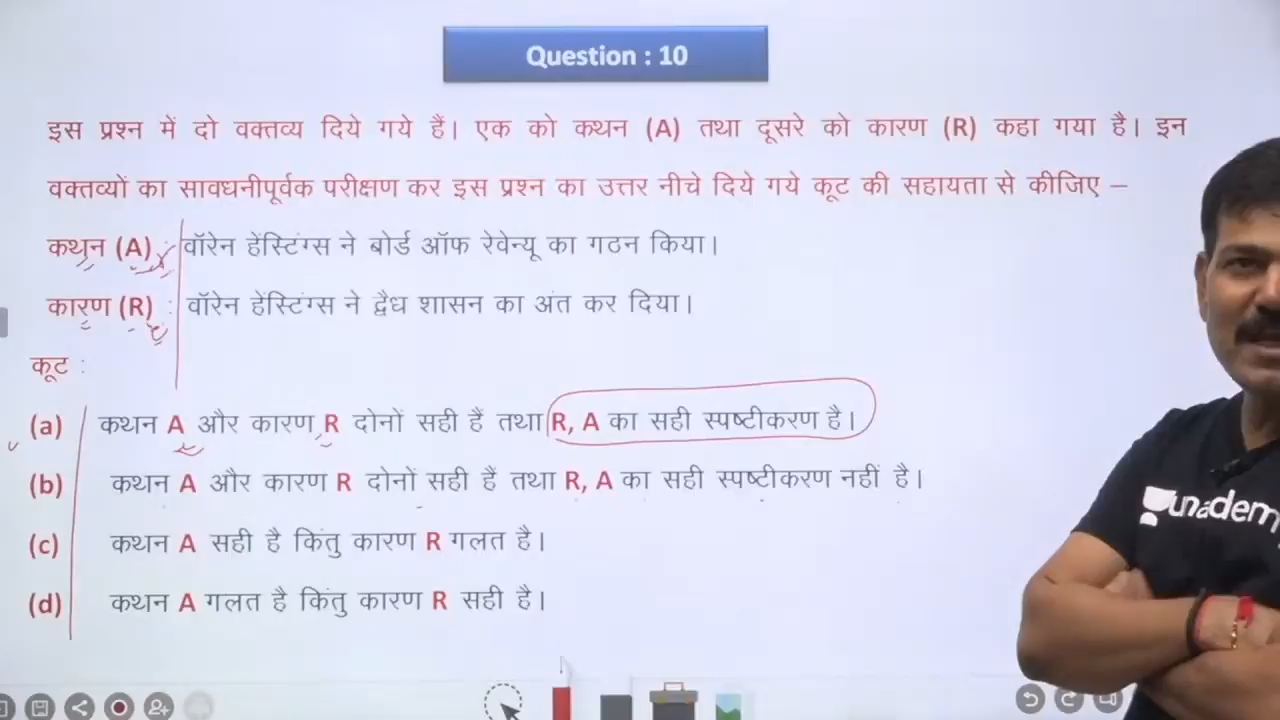 Question : 10
इस प्रश्न में दो वक्तव्य दिये गये हैं। एक को कथन (A) तथा दूसरे को कारण (R) कहा गया है। इन
वक्तव्यों का सावधनीपूर्वक परीक्षण कर इस प्रश्न का उत्तर नीचे दिये गये कूट की सहायता से कीजिए –
कथन (A) : वॉरेन हेंस्टिंग्स ने बोर्ड ऑफ रेवेन्यू का गठन किया।
कारण (R) : वॉरेन हेंस्टिंग्स ने द्वैध शासन का अंत कर दिया।
कूट :
(a) कथन A और कारण R दोनों सही हैं तथा R, A का सही स्पष्टीकरण है।
(b) कथन A और कारण R दोनों सही हैं तथा R, A का सही स्पष्टीकरण नहीं है।
(c) कथन A सही है किंतु कारण R गलत है।
(d) कथन A गलत है किंतु कारण R सही है।
unadem